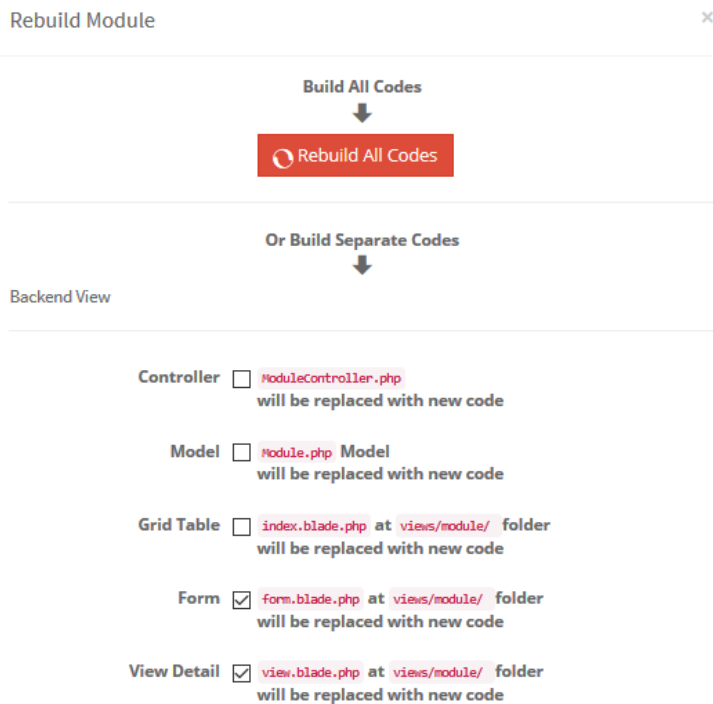 Rebuild Module ×
Build All Codes
Rebuild All Codes
Or Build Separate Codes
Backend View
Controller ModuleController.php
will be replaced with new code
Model Module.php Model
will be replaced with new code
Grid Table index.blade.php at views/module/ folder
will be replaced with new code
Form form.blade.php at views/module/ folder
will be replaced with new code
View Detail view.blade.php at views/module/ folder
will be replaced with new code